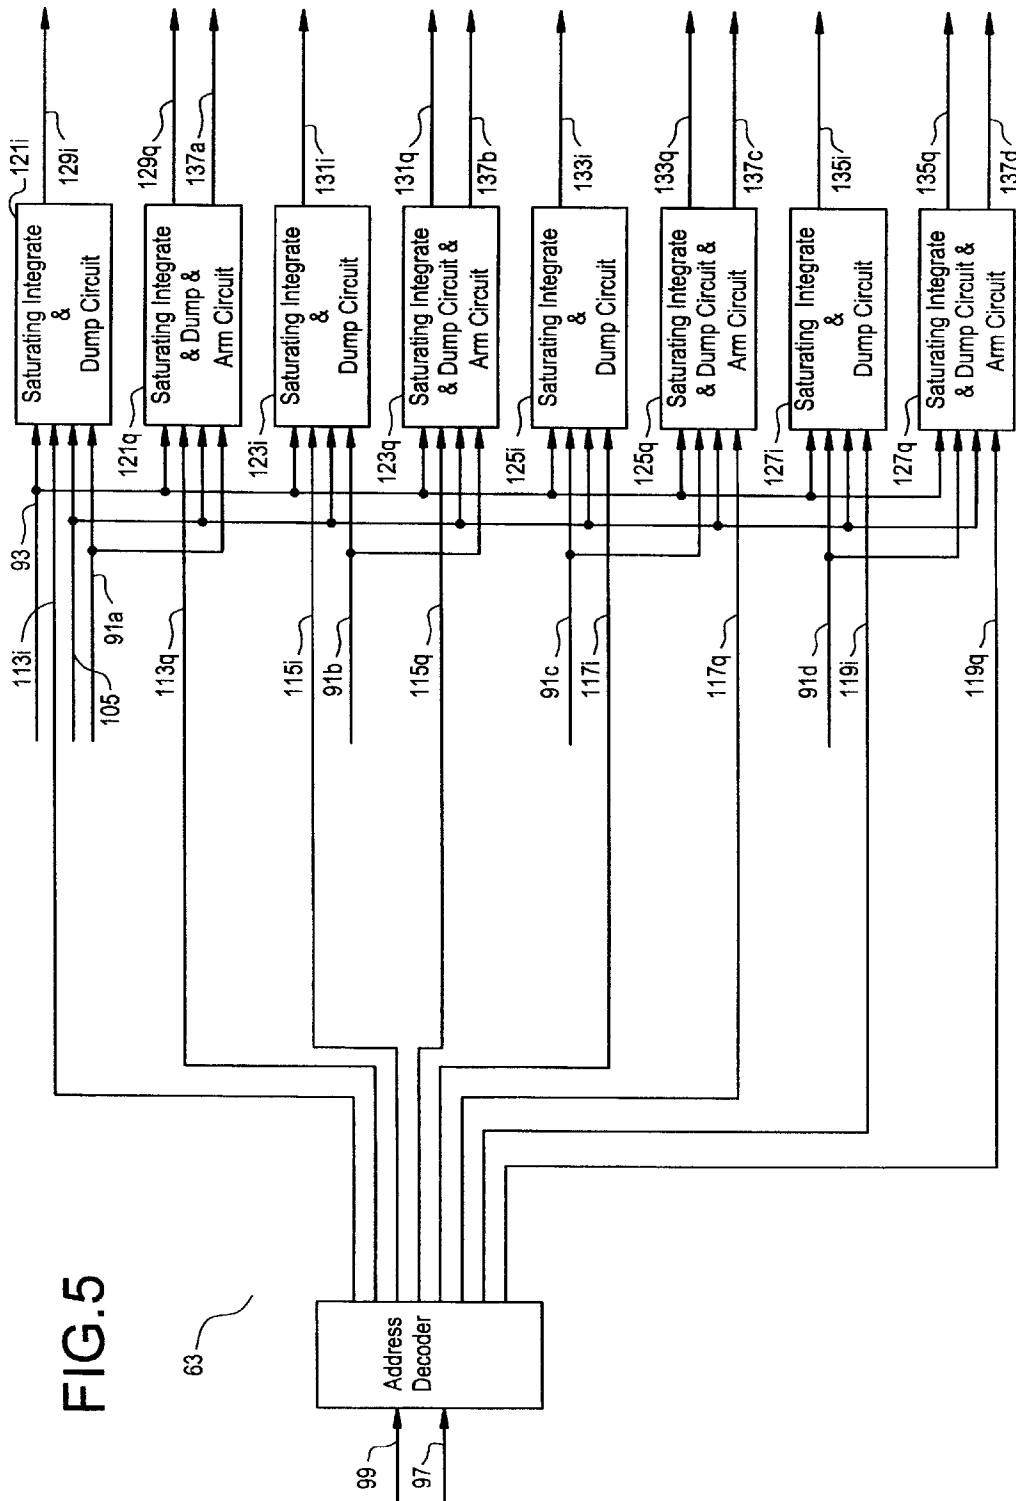 FIG.5
63
99
97
Address
Decoder
93
113i
105
91a
113q
115i
91b
115q
91c
117i
117q
91d
119i
119q
121i
Saturating Integrate
&
Dump Circuit
129i
121q
Saturating Integrate
& Dump &
Arm Circuit
129q
137a
123i
Saturating Integrate
&
Dump Circuit
131i
123q
Saturating Integrate
& Dump Circuit &
Arm Circuit
131q
137b
125i
Saturating Integrate
&
Dump Circuit
133i
125q
Saturating Integrate
& Dump Circuit &
Arm Circuit
133q
137c
127i
Saturating Integrate
&
Dump Circuit
135i
127q
Saturating Integrate
& Dump Circuit &
Arm Circuit
135q
137d